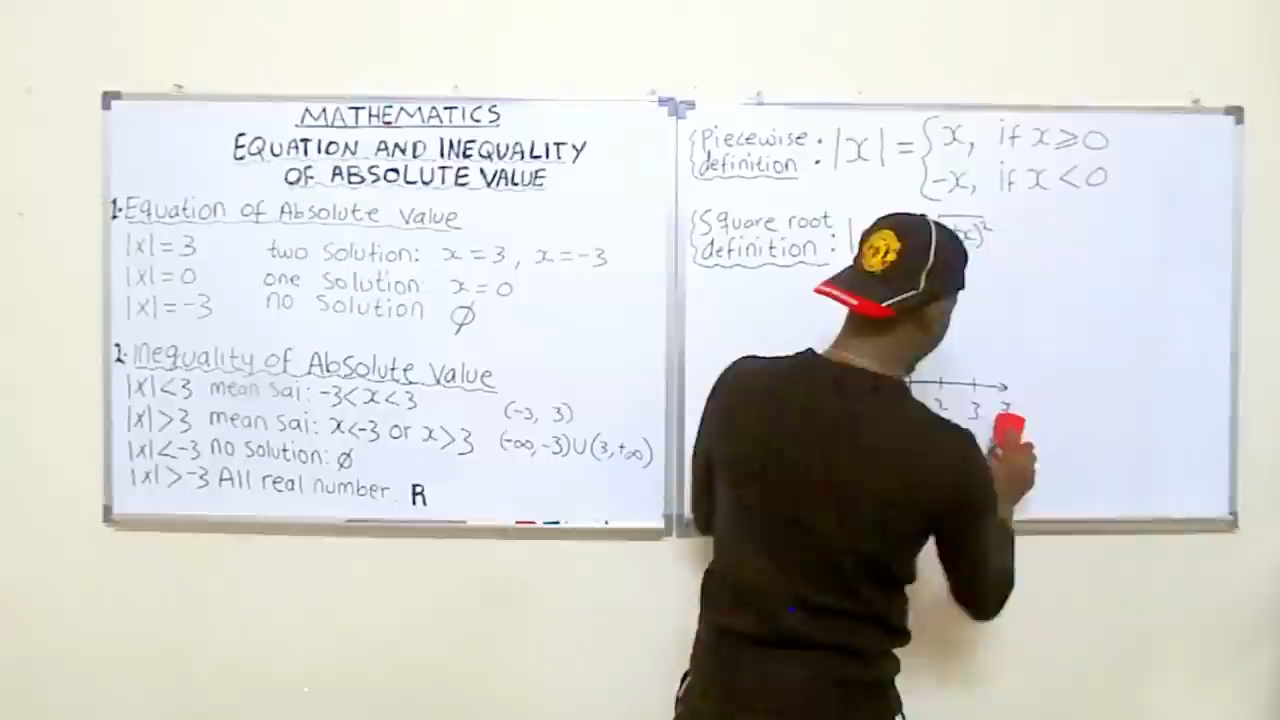 MATHEMATICS
EQUATION AND INEQUALITY
OF ABSOLUTE VALUE
1. Equation of Absolute Value
|x|=3 two solution: x=3, x=-3
|x|=0 one solution x=0
|x|=-3 no solution ∅
2. Inequality of Absolute Value
|x|<3 mean sai: -3<x<3 (-3, 3)
|x|>3 mean sai: x<-3 or x>3 (-∞,-3)∪(3,+∞)
|x|<-3 no solution: ∅
|x|>-3 All real number R
Piecewise definition : |x| = { x, if x≥0
-x, if x<0
Square root
definition : |
2 3